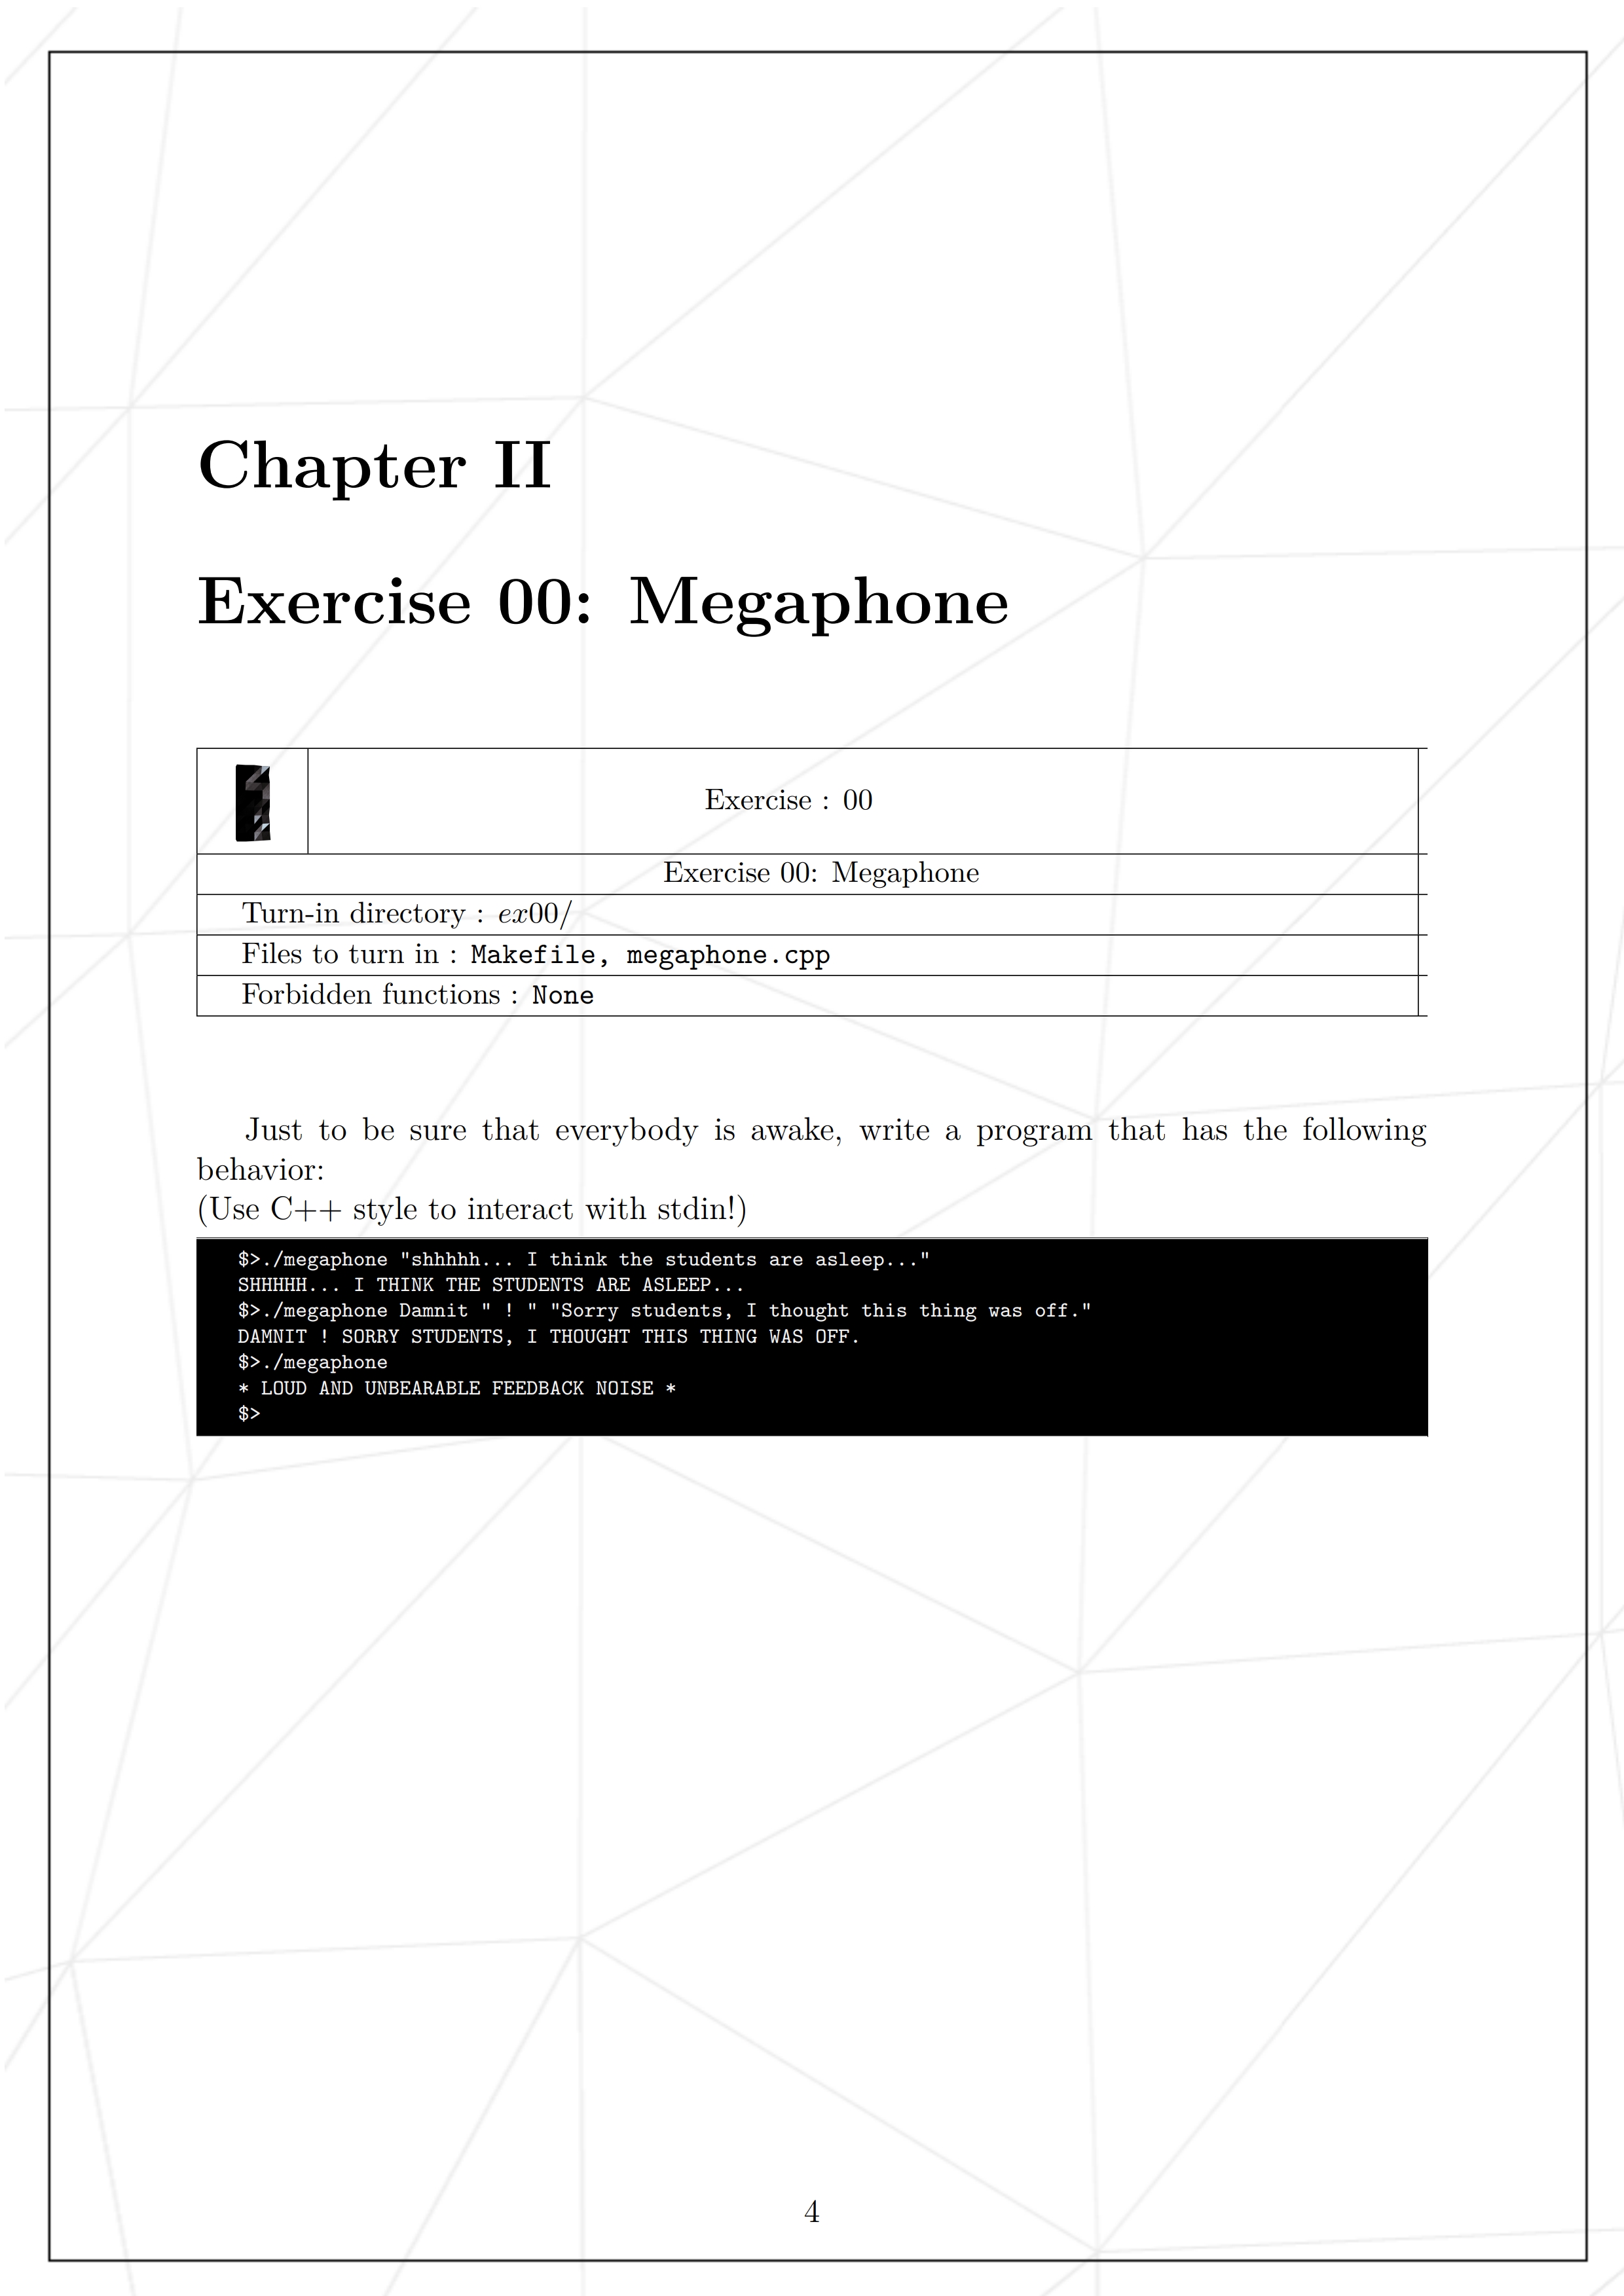 Chapter II
Exercise 00: Megaphone
Exercise : 00
Exercise 00: Megaphone
Turn-in directory : ex00/
Files to turn in : Makefile, megaphone.cpp
Forbidden functions : None
Just to be sure that everybody is awake, write a program that has the following
behavior:
(Use C++ style to interact with stdin!)
$>./megaphone "shhhhh... I think the students are asleep..."
SHHHHH... I THINK THE STUDENTS ARE ASLEEP...
$>./megaphone Damnit " ! " "Sorry students, I thought this thing was off."
DAMNIT ! SORRY STUDENTS, I THOUGHT THIS THING WAS OFF.
$>./megaphone
* LOUD AND UNBEARABLE FEEDBACK NOISE *
$>
4